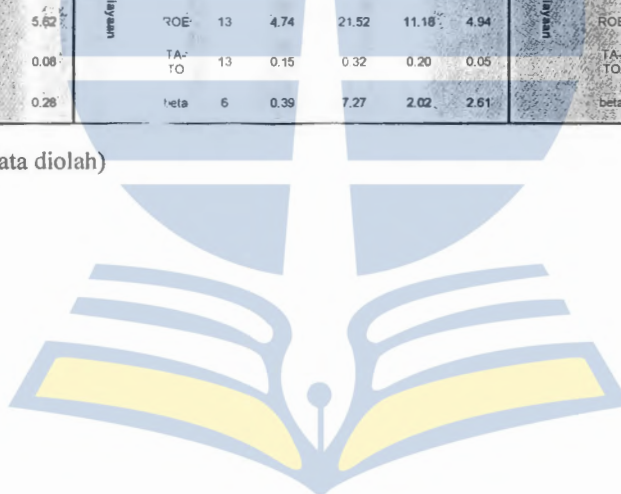 5.62 layaan ROE 13 4.74 21.52 11.18 4.94 layaan ROE
0.08 TA-TO 13 0.15 0.32 0.20 0.05 TA-TO
0.28 beta 6 0.39 7.27 2.02 2.61 beta
ata diolah)